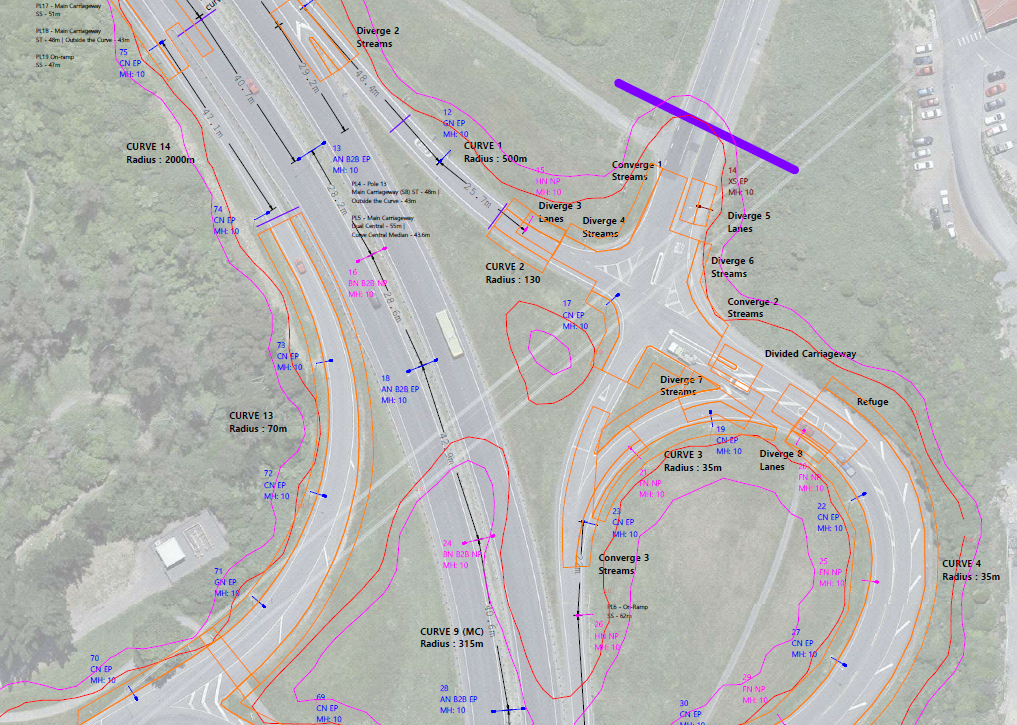 PL17 - Main Carriageway
SS - 51m
PL18 - Main Carriageway
ST - 48m | Outside the Curve - 43m
PL19 On-ramp
SS - 47m
75
CN EP
MH: 10
Diverge 2
Streams
40.7m
29.2m
48.4m
47.1m
12
GN EP
MH: 10
CURVE 14
Radius : 2000m
13
AN B2B EP
MH: 10
CURVE 1
Radius : 500m
Converge 1
Streams
15
HN NP
MH: 10
14
XS EP
MH: 10
PL4 - Pole 13
Main Carriageway (SB) ST - 48m |
Outside the Curve - 43m
28.2m
25.7m
74
CN EP
MH: 10
PL5 - Main Carriageway
Dual Central - 55m |
Curve Central Median - 43.6m
Diverge 3
Lanes
Diverge 4
Streams
Diverge 5
Lanes
16
BN B2B NP
MH: 10
CURVE 2
Radius : 130
Diverge 6
Streams
28.6m
17
CN EP
MH: 10
Converge 2
Streams
73
CN EP
MH: 10
Divided Carriageway
18
AN B2B EP
MH: 10
Diverge 7
Streams
Refuge
CURVE 13
Radius : 70m
19
CN EP
MH: 10
CURVE 3
Radius : 35m
Diverge 8
Lanes
20
FN NP
MH: 10
21
FN NP
MH: 10
72
CN EP
MH: 10
22
CN EP
MH: 10
23
CN EP
MH: 10
24
BN B2B NP
MH: 10
Converge 3
Streams
25
FN NP
MH: 10
CURVE 4
Radius : 35m
71
GN EP
MH: 10
PL6 - On-Ramp
SS - 62m
26
HN NP
MH: 10
CURVE 9 (MC)
Radius : 315m
27
CN EP
MH: 10
70
CN EP
MH: 10
29
FN NP
MH: 10
69
CN EP
MH: 10
28
AN B2B EP
MH: 10
30
CN EP
MH: 10